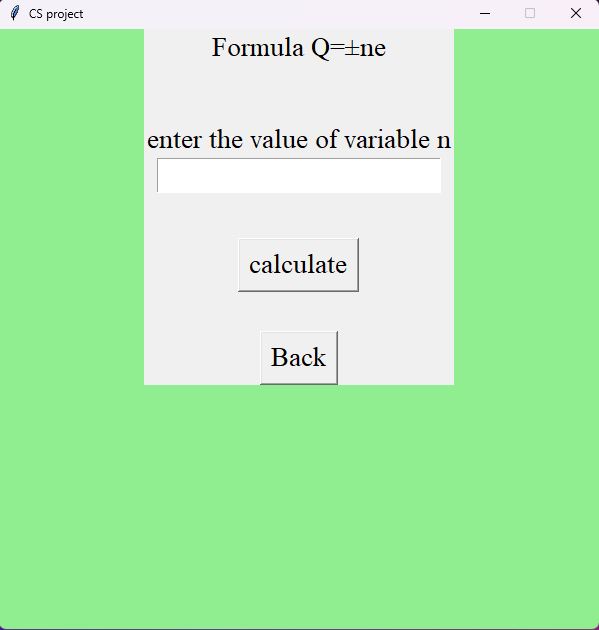 CS project
Formula Q=±ne
enter the value of variable n
calculate
Back